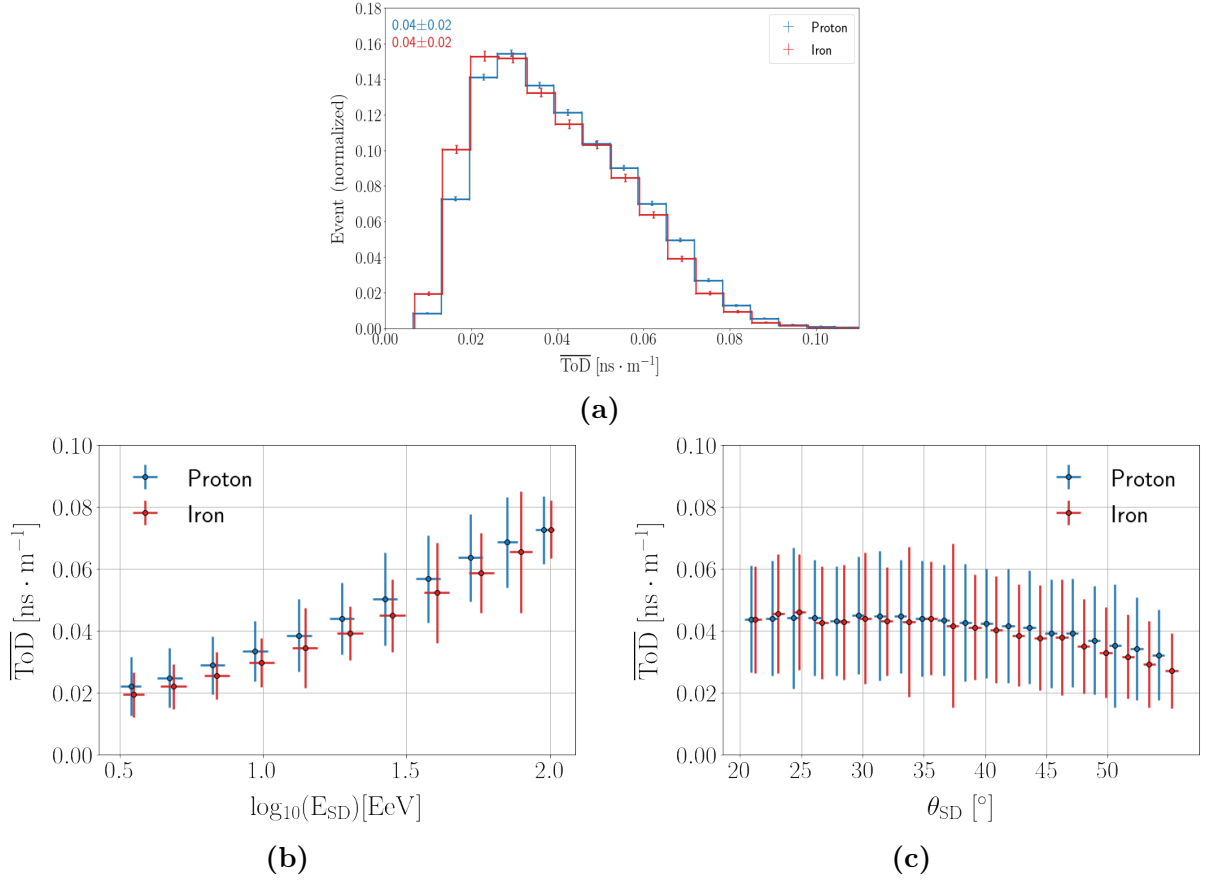 0.18
0.16
0.14
0.12
0.10
0.08
0.06
0.04
0.02
0.00
Event (normalized)
0.04±0.02
0.04±0.02
Proton
Iron
0.00 0.02 0.04 0.06 0.08 0.10
ToD [ns · m⁻¹]
(a)
0.10
0.08
0.06
0.04
0.02
0.00
ToD [ns · m⁻¹]
Proton
Iron
0.5 1.0 1.5 2.0
log₁₀(E_SD)[EeV]
(b)
0.10
0.08
0.06
0.04
0.02
0.00
ToD [ns · m⁻¹]
Proton
Iron
20 25 30 35 40 45 50
θ_SD [°]
(c)